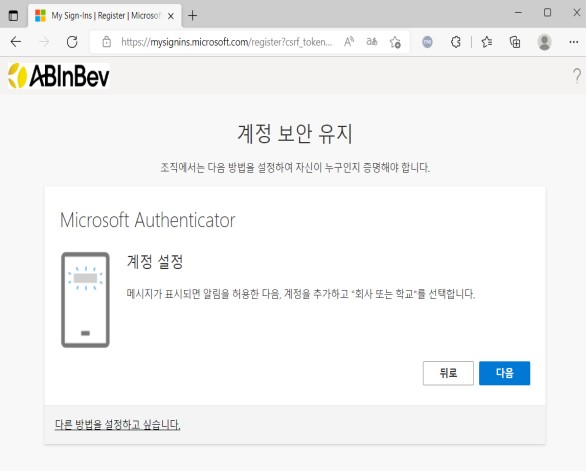 My Sign-Ins | Register | Microsof
https://mysignins.microsoft.com/register?csrf_token...
ABInBev
?
계정 보안 유지
조직에서는 다음 방법을 설정하여 자신이 누구인지 증명해야 합니다.
Microsoft Authenticator
계정 설정
메시지가 표시되면 알림을 허용한 다음, 계정을 추가하고 "회사 또는 학교"를 선택합니다.
뒤로 다음
다른 방법을 설정하고 싶습니다.